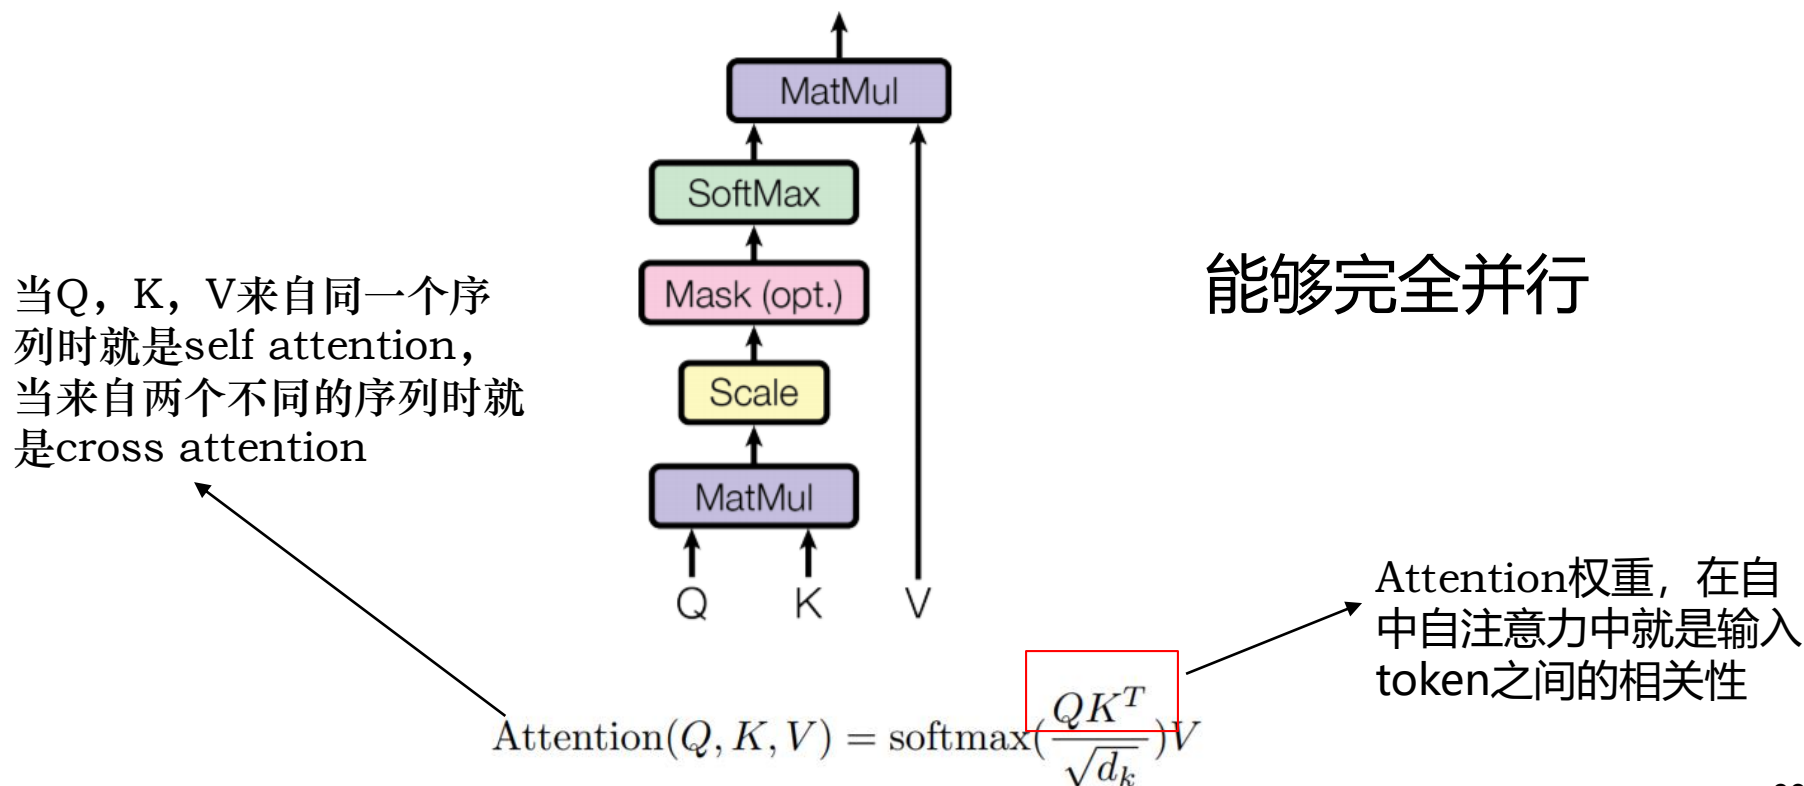 MatMul
SoftMax
Mask (opt.)
Scale
MatMul
Q K V
当Q，K，V来自同一个序
列时就是self attention，
当来自两个不同的序列时就
是cross attention
能够完全并行
Attention权重，在自
中自注意力中就是输入
token之间的相关性
Attention(Q, K, V) = softmax(\frac{QK^T}{\sqrt{d_k}})V